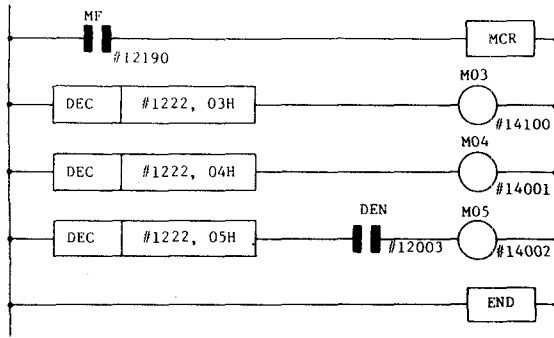 MF
#12190
MCR
DEC #1222, 03H
M03
#14100
DEC #1222, 04H
M04
#14001
DEC #1222, 05H
DEN
#12003
M05
#14002
END